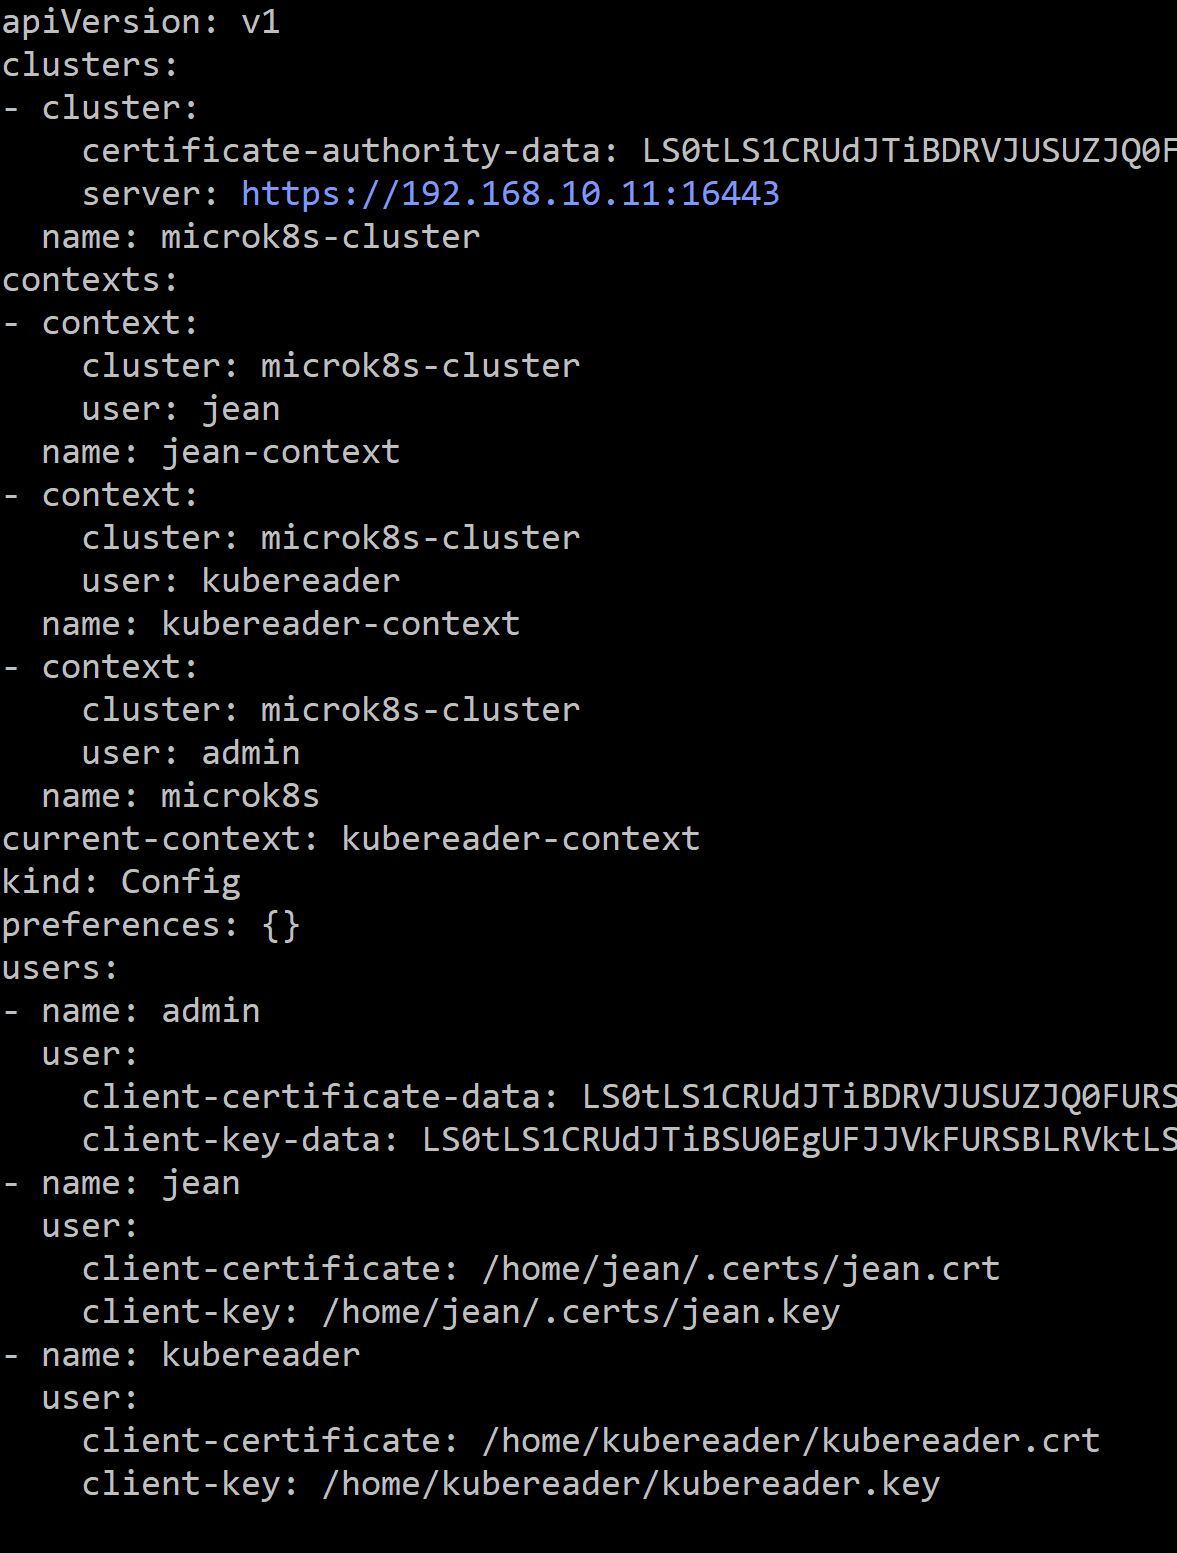 apiVersion: v1
clusters:
- cluster:
    certificate-authority-data: LS0tLS1CRUdJTiBDRVJUSUZJQ0F
    server: https://192.168.10.11:16443
  name: microk8s-cluster
contexts:
- context:
    cluster: microk8s-cluster
    user: jean
  name: jean-context
- context:
    cluster: microk8s-cluster
    user: kubereader
  name: kubereader-context
- context:
    cluster: microk8s-cluster
    user: admin
  name: microk8s
current-context: kubereader-context
kind: Config
preferences: {}
users:
- name: admin
  user:
    client-certificate-data: LS0tLS1CRUdJTiBDRVJUSUZJQ0FURS
    client-key-data: LS0tLS1CRUdJTiBSU0EgUFJJVkFURSBLRVktLS
- name: jean
  user:
    client-certificate: /home/jean/.certs/jean.crt
    client-key: /home/jean/.certs/jean.key
- name: kubereader
  user:
    client-certificate: /home/kubereader/kubereader.crt
    client-key: /home/kubereader/kubereader.key